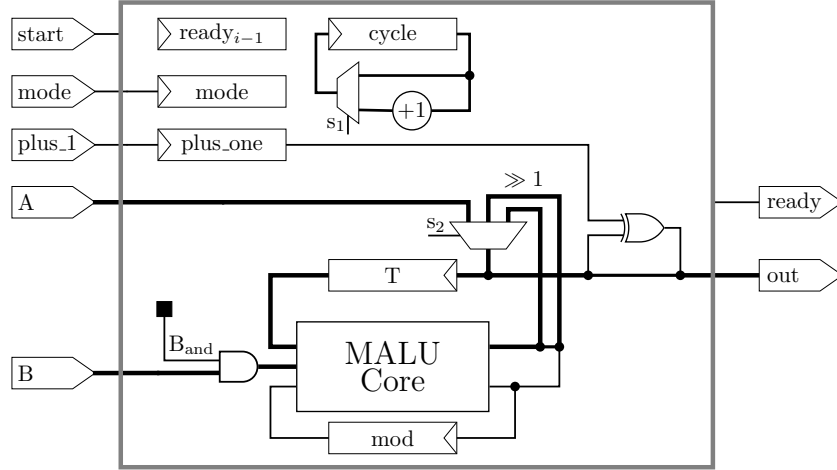 start
ready_{i−1}
cycle
mode
mode
+1
s_1
plus_1
plus_one
A
≫ 1
s_2
ready
T
out
B_and
B
MALU
Core
mod